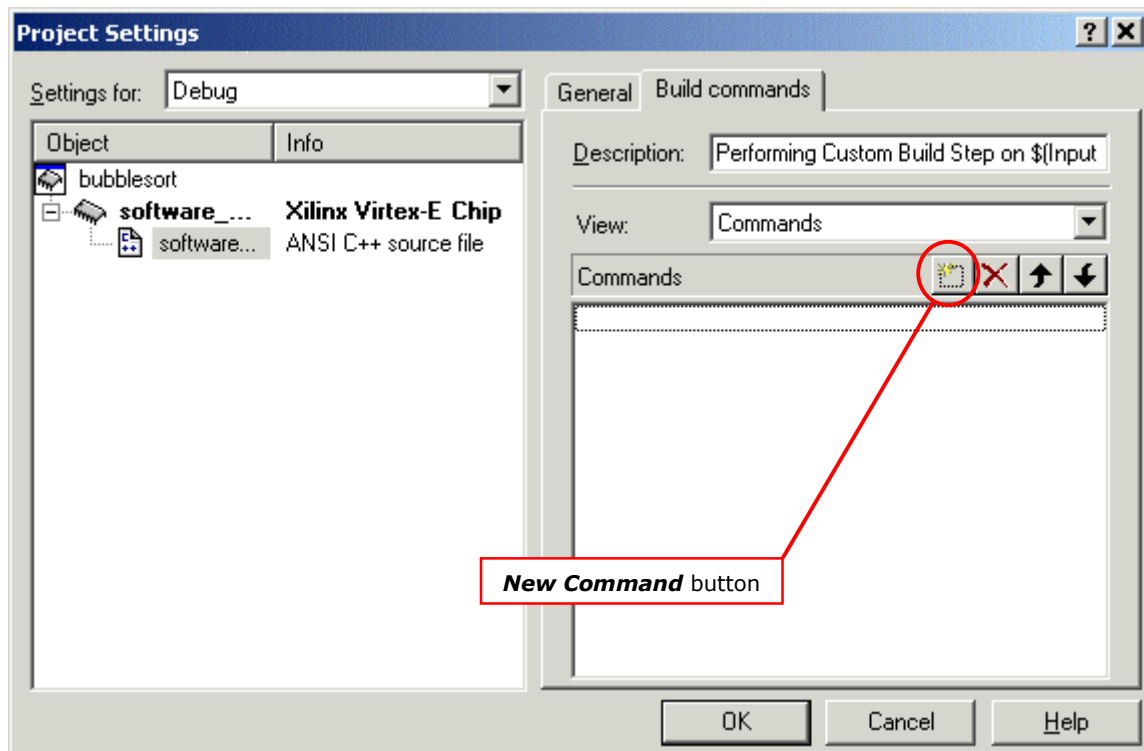 Project Settings
Settings for: Debug
Object Info
bubblesort
software_... Xilinx Virtex-E Chip
software... ANSI C++ source file
General Build commands
Description: Performing Custom Build Step on $(Input
View: Commands
Commands
New Command button
OK Cancel Help